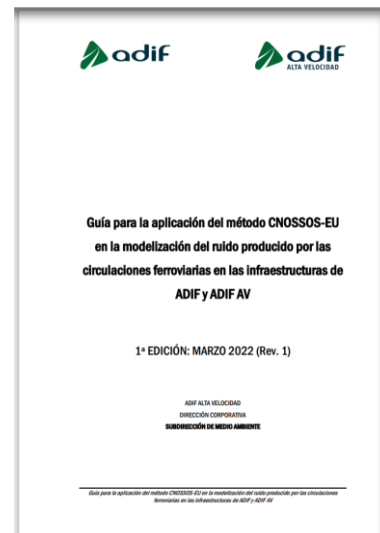 adif
adif
ALTA VELOCIDAD
Guía para la aplicación del método CNOSSOS-EU
en la modelización del ruido producido por las
circulaciones ferroviarias en las infraestructuras de
ADIF y ADIF AV
1ª EDICIÓN: MARZO 2022 (Rev. 1)
ADIF ALTA VELOCIDAD
DIRECCIÓN CORPORATIVA
SUBDIRECCIÓN DE MEDIO AMBIENTE
Guía para la aplicación del método CNOSSOS-EU en la modelización del ruido producido por las circulaciones
ferroviarias en las infraestructuras de ADIF y ADIF AV